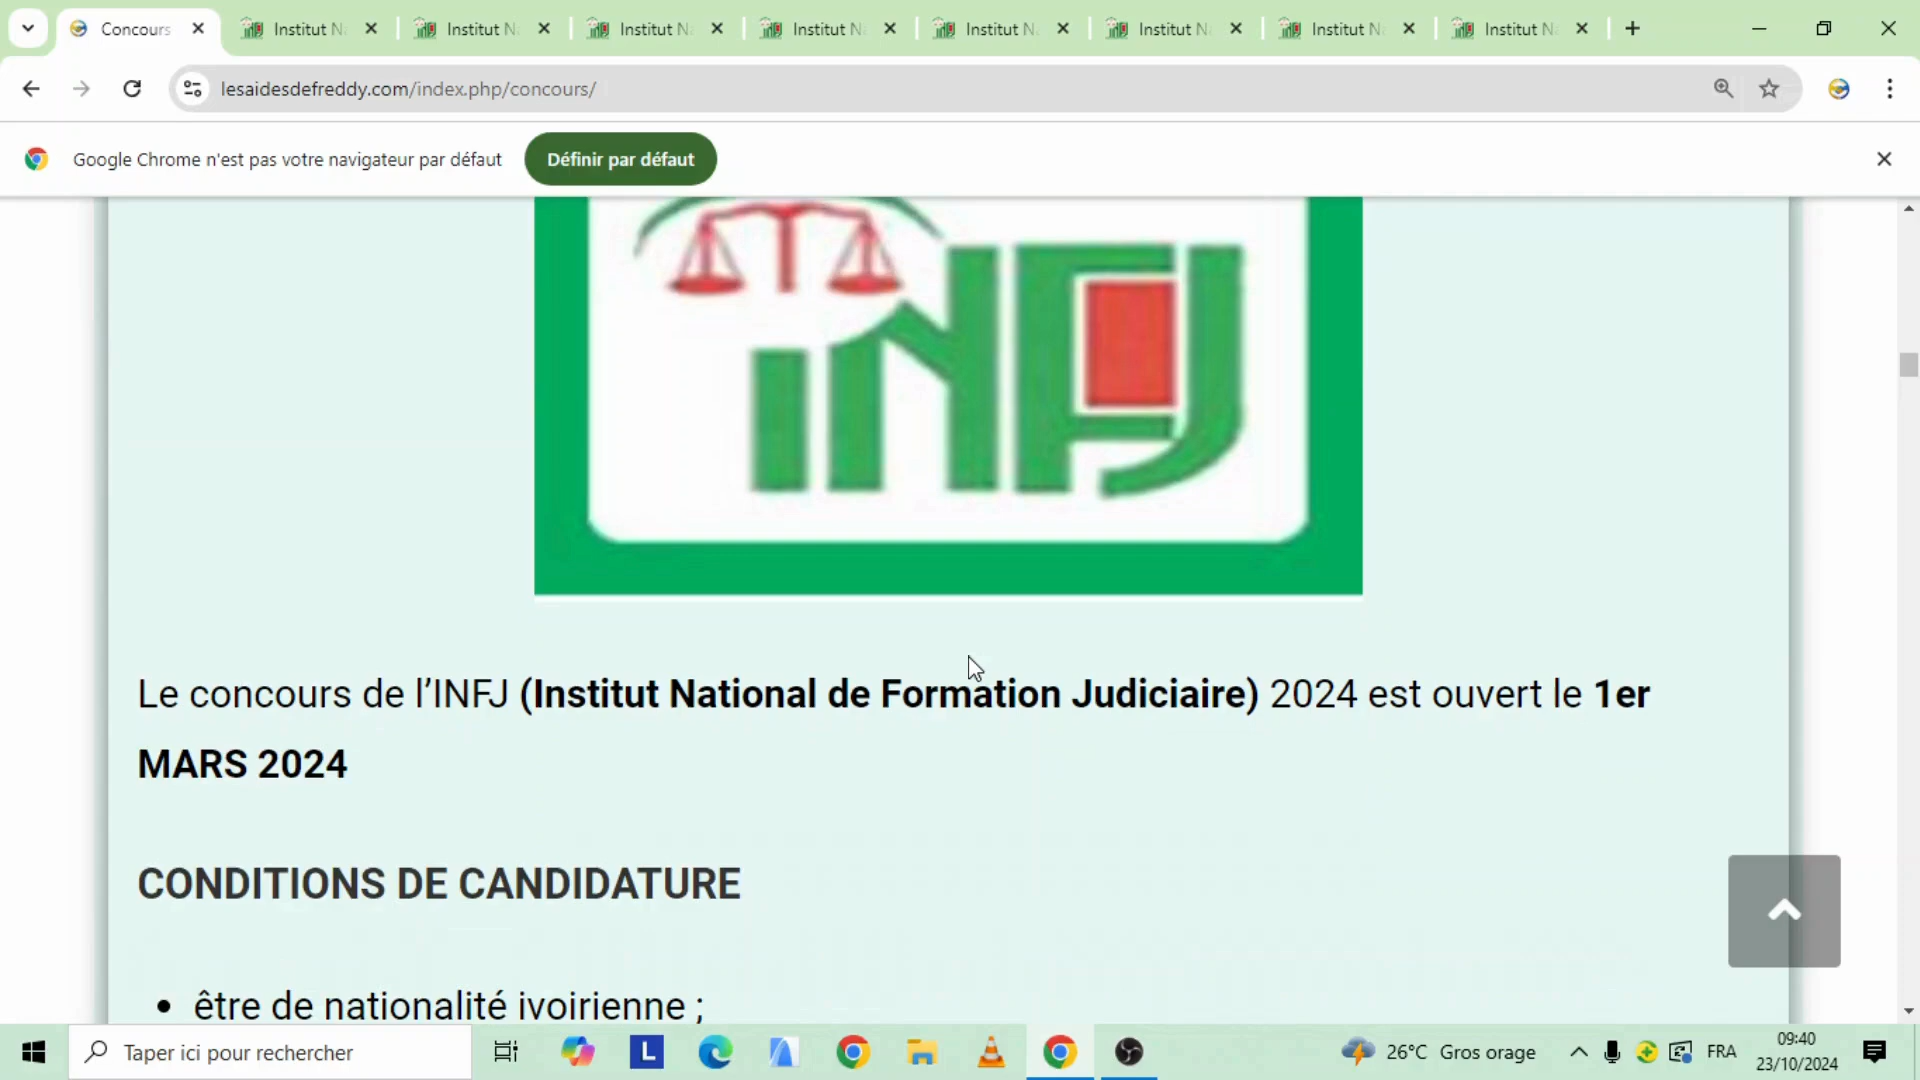 Concours
Institut N
Institut N
Institut N
Institut N
Institut N
Institut N
Institut N
Institut N
lesaidesdefreddy.com/index.php/concours/
Google Chrome n'est pas votre navigateur par défaut
Définir par défaut
INFJ
Le concours de l’INFJ (Institut National de Formation Judiciaire) 2024 est ouvert le 1er
MARS 2024
CONDITIONS DE CANDIDATURE
• être de nationalité ivoirienne ;
Taper ici pour rechercher
L
26°C Gros orage
FRA
09:40
23/10/2024